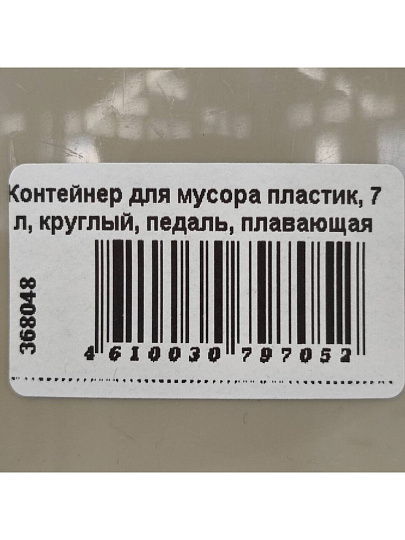 Контейнер для мусора пластик, 7
л, круглый, педаль, плавающая
368048
4 610030 797052